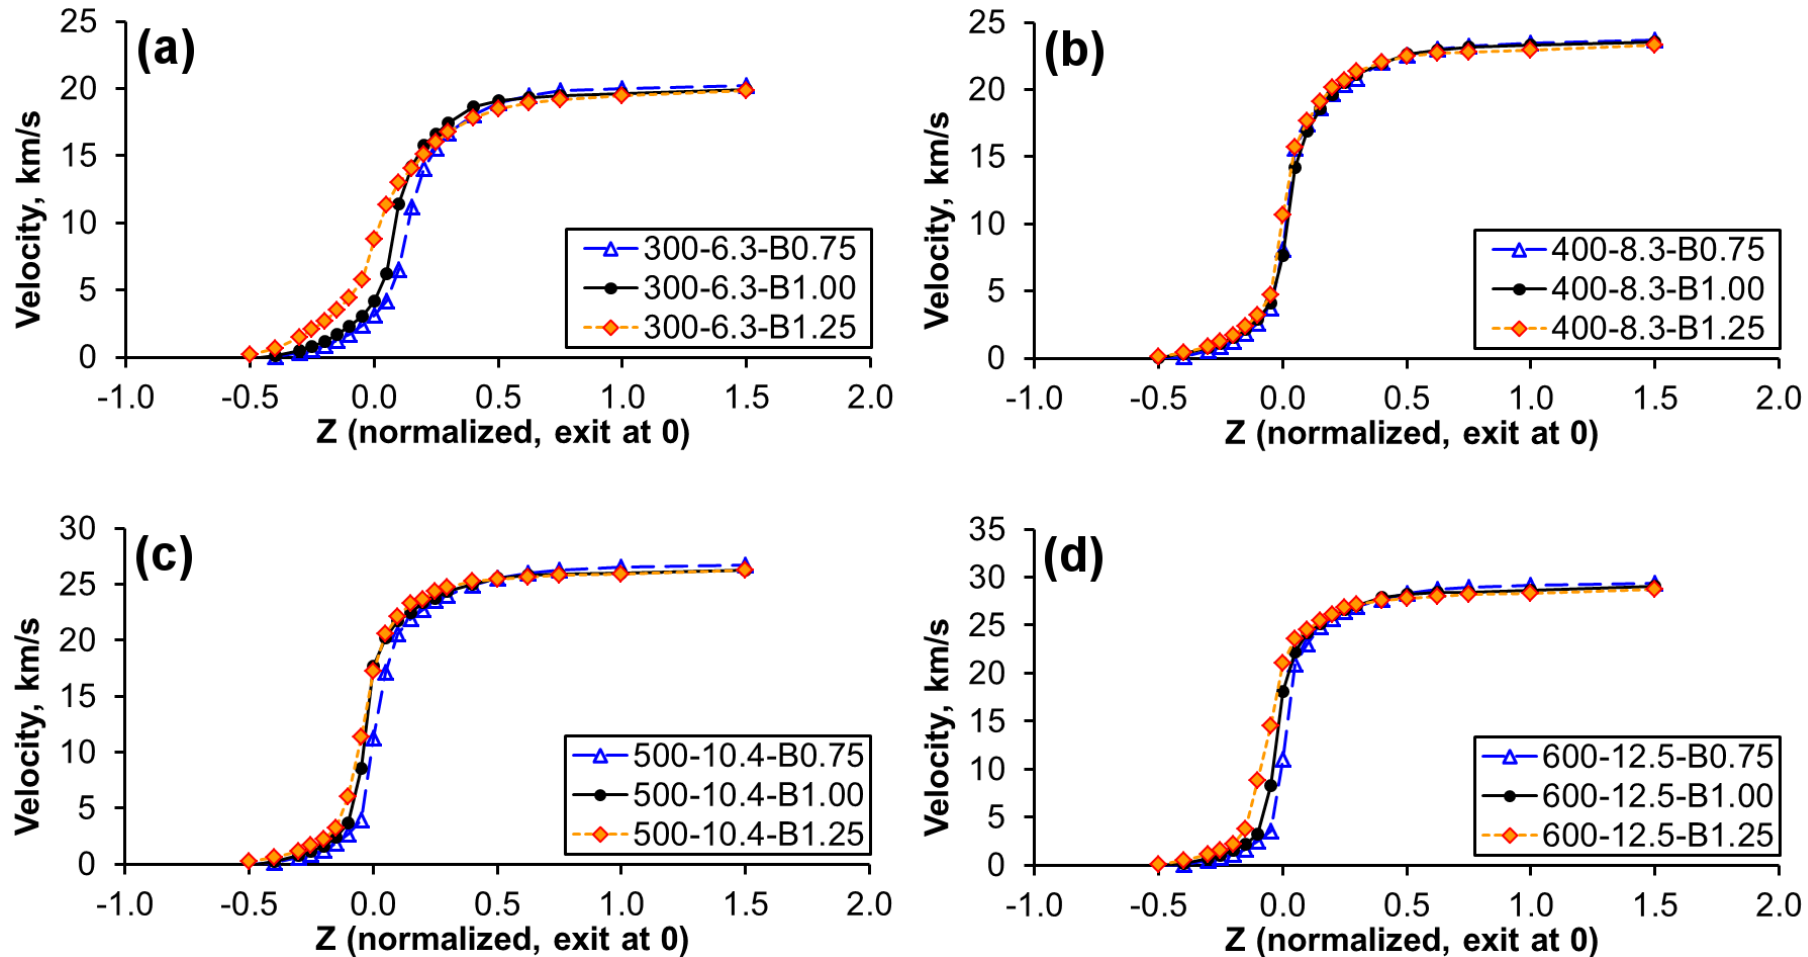 (a)
Velocity, km/s
25
20
15
10
5
0
-1.0 -0.5 0.0 0.5 1.0 1.5 2.0
Z (normalized, exit at 0)
300-6.3-B0.75
300-6.3-B1.00
300-6.3-B1.25
(b)
Velocity, km/s
25
20
15
10
5
0
-1.0 -0.5 0.0 0.5 1.0 1.5 2.0
Z (normalized, exit at 0)
400-8.3-B0.75
400-8.3-B1.00
400-8.3-B1.25
(c)
Velocity, km/s
30
25
20
15
10
5
0
-1.0 -0.5 0.0 0.5 1.0 1.5 2.0
Z (normalized, exit at 0)
500-10.4-B0.75
500-10.4-B1.00
500-10.4-B1.25
(d)
Velocity, km/s
35
30
25
20
15
10
5
0
-1.0 -0.5 0.0 0.5 1.0 1.5 2.0
Z (normalized, exit at 0)
600-12.5-B0.75
600-12.5-B1.00
600-12.5-B1.25